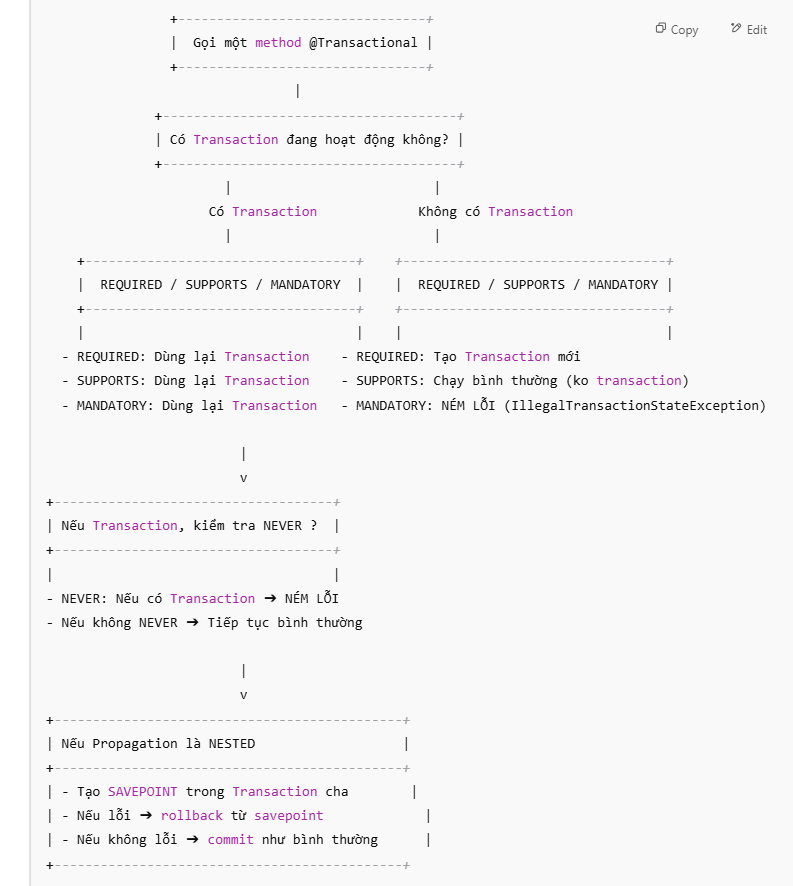 Copy Edit
+--------------------------------+
| Gọi một method @Transactional |
+--------------------------------+
|
+--------------------------------------+
| Có Transaction đang hoạt động không? |
+--------------------------------------+
| |
Có Transaction Không có Transaction
| |
+-----------------------------------+ +----------------------------------+
| REQUIRED / SUPPORTS / MANDATORY | | REQUIRED / SUPPORTS / MANDATORY |
+-----------------------------------+ +----------------------------------+
| | | |
- REQUIRED: Dùng lại Transaction - REQUIRED: Tạo Transaction mới
- SUPPORTS: Dùng lại Transaction - SUPPORTS: Chạy bình thường (ko transaction)
- MANDATORY: Dùng lại Transaction - MANDATORY: NÉM LỖI (IllegalTransactionStateException)
|
v
+------------------------------------+
| Nếu Transaction, kiểm tra NEVER ? |
+------------------------------------+
| |
- NEVER: Nếu có Transaction ➔ NÉM LỖI
- Nếu không NEVER ➔ Tiếp tục bình thường
|
v
+---------------------------------------------+
| Nếu Propagation là NESTED |
+---------------------------------------------+
| - Tạo SAVEPOINT trong Transaction cha |
| - Nếu lỗi ➔ rollback từ savepoint |
| - Nếu không lỗi ➔ commit như bình thường |
+---------------------------------------------+